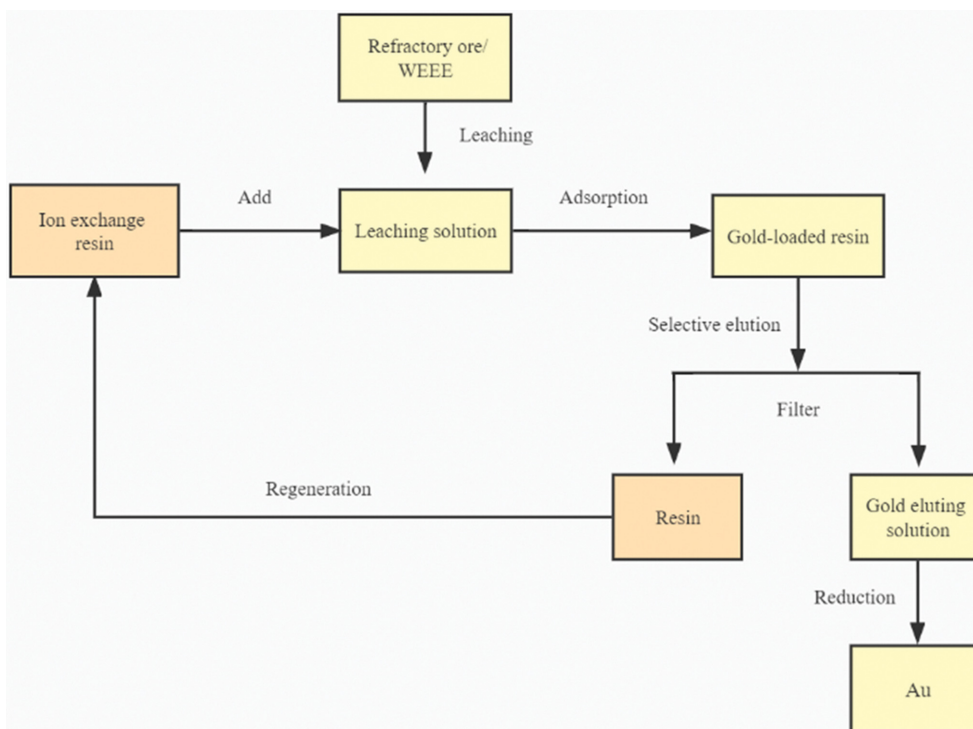 Refractory ore/
WEEE
Leaching
Ion exchange
resin
Add
Leaching solution
Adsorption
Gold-loaded resin
Selective elution
Filter
Regeneration
Resin
Gold eluting
solution
Reduction
Au